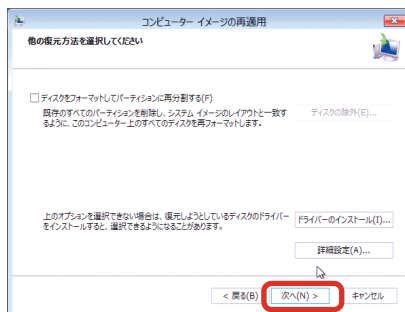 コンピューター イメージの再適用
他の復元方法を選択してください
ディスクをフォーマットしてパーティションに再分割する(F)
既存のすべてのパーティションを削除し、システム イメージのレイアウトと一致す
るように、このコンピューター上のすべてのディスクを再フォーマットします。
ディスクの除外(E)...
上のオプションを選択できない場合は、復元しようとしているディスクのドライバー
をインストールすると、選択できるようになることがあります。
ドライバーのインストール(I)...
詳細設定(A)...
< 戻る(B)
次へ(N) >
キャンセル